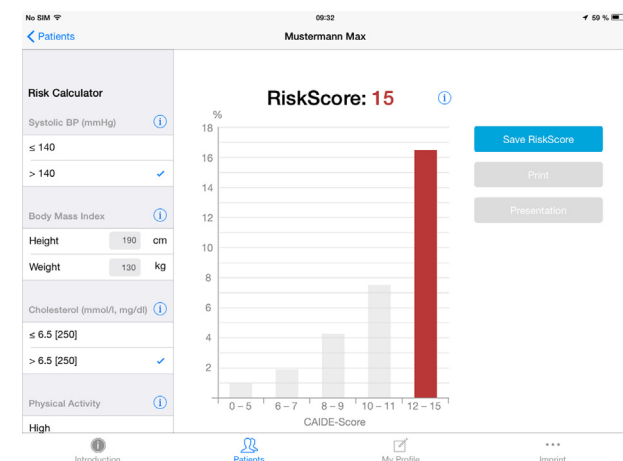 No SIM 09:32 59 %
Patients Mustermann Max
Risk Calculator
Systolic BP (mmHg)
≤ 140
> 140
Body Mass Index
Height 190 cm
Weight 130 kg
Cholesterol (mmol/l, mg/dl)
≤ 6.5 [250]
> 6.5 [250]
Physical Activity
High
RiskScore: 15
%
18
16
14
12
10
8
6
4
2
0 – 5 6 – 7 8 – 9 10 – 11 12 – 15
CAIDE-Score
Save RiskScore
Print
Presentation
Introduction Patients My Profile Imprint